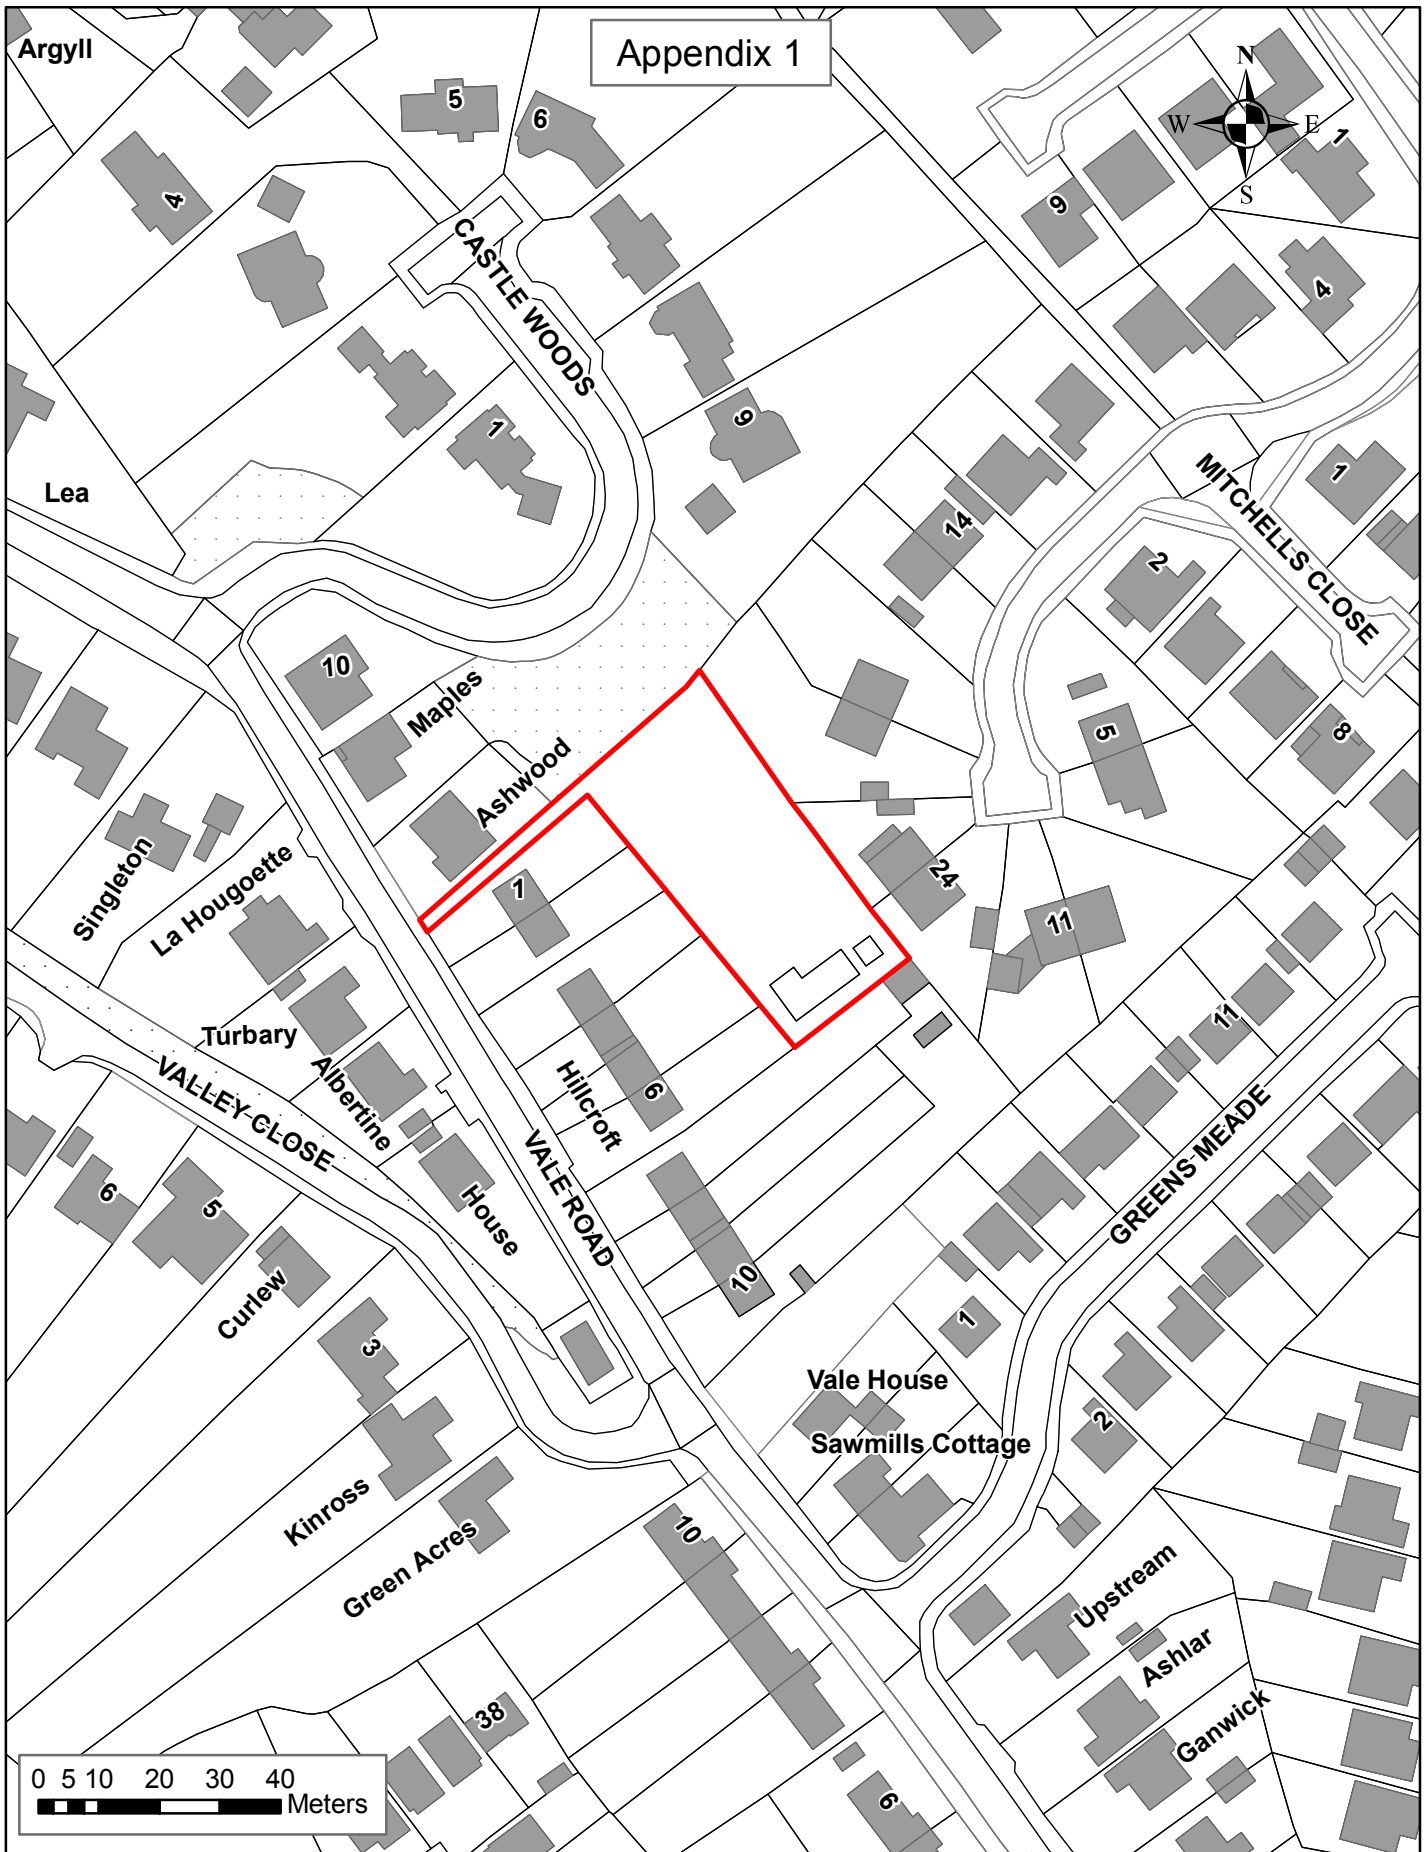 Appendix 1
Argyll
N
W
E
S
5
6
4
1
9
CASTLE WOODS
4
1
9
Lea
1
MITCHELLS CLOSE
14
2
10
Maples
5
8
Ashwood
Singleton
La Hougoette
1
24
11
Turbary
Albertine
Hillcroft
6
11
VALLEY CLOSE
VALE ROAD
GREENS MEADE
6
5
House
10
Curlew
3
1
Vale House
Sawmills Cottage
2
Kinross
Green Acres
10
Upstream
Ashlar
Ganwick
38
6
0 5 10 20 30 40
Meters